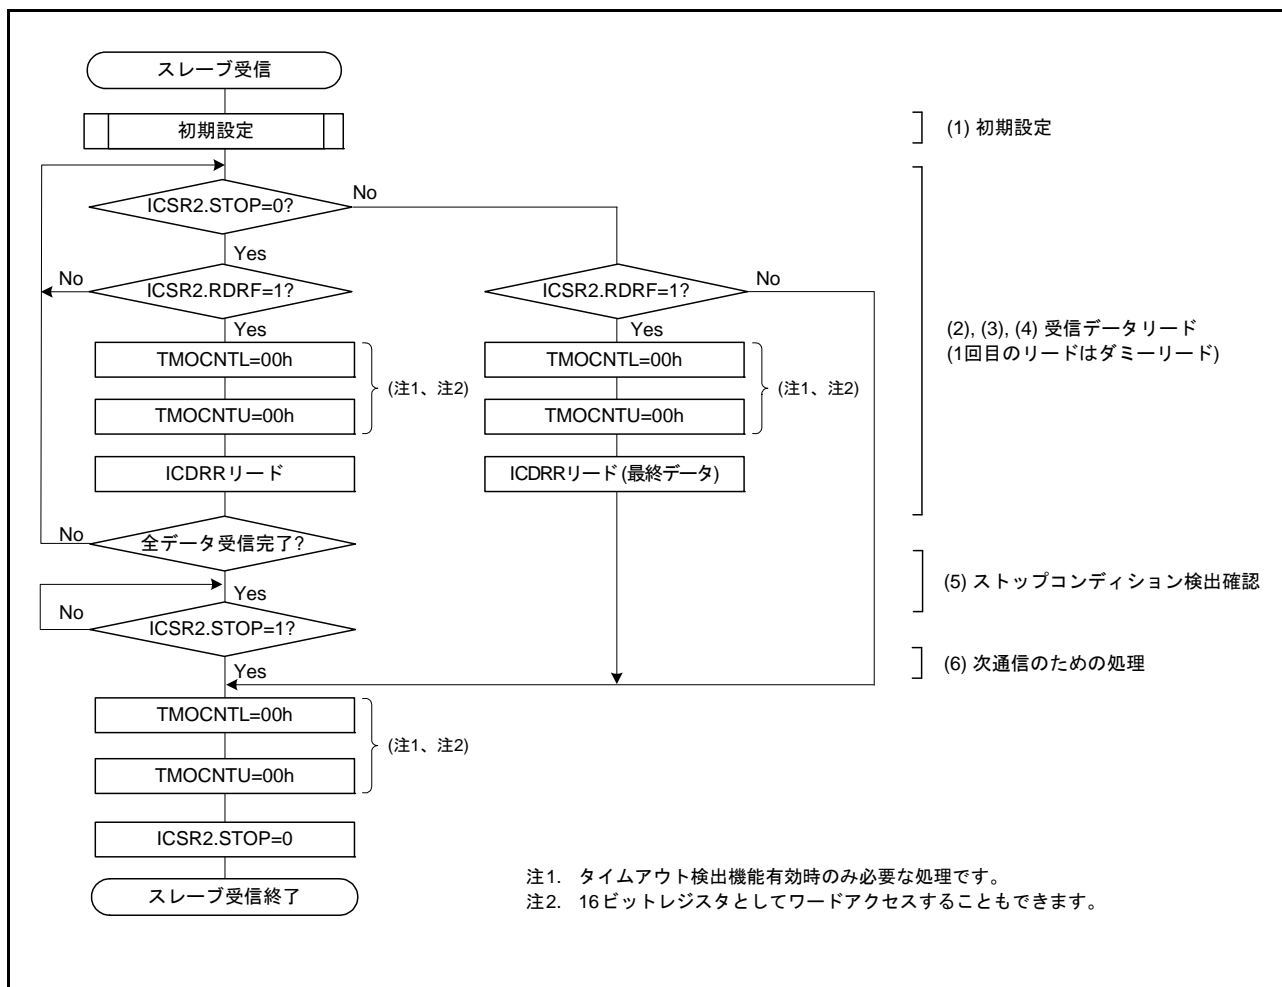 スレーブ受信
初期設定
(1) 初期設定
ICSR2.STOP=0?
No
Yes
No
ICSR2.RDRF=1?
ICSR2.RDRF=1?
No
Yes
Yes
(2), (3), (4) 受信データリード
(1回目のリードはダミーリード)
TMOCNTL=00h
TMOCNTU=00h
(注1、注2)
TMOCNTL=00h
TMOCNTU=00h
(注1、注2)
ICDRRリード
ICDRRリード (最終データ)
No
全データ受信完了?
Yes
(5) ストップコンディション検出確認
No
ICSR2.STOP=1?
Yes
(6) 次通信のための処理
TMOCNTL=00h
(注1、注2)
TMOCNTU=00h
ICSR2.STOP=0
スレーブ受信終了
注1. タイムアウト検出機能有効時のみ必要な処理です。
注2. 16ビットレジスタとしてワードアクセスすることもできます。